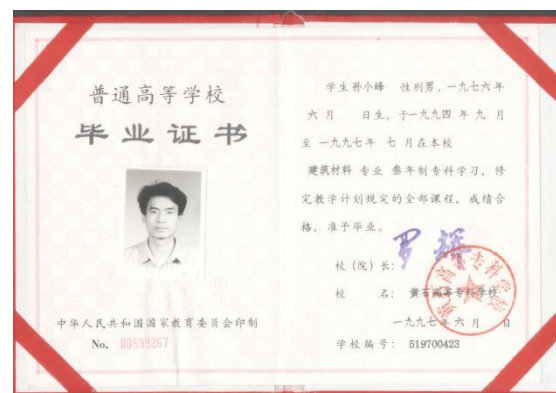 普通高等学校
毕业证书
中华人民共和国国家教育委员会印制
No. 00539267
学生孙小峰 性别男，一九七六年
六月 日生，于一九九四年九月
至一九九七年 七月在本校
建筑材料 专业 叁年制专科学习，修
完教学计划规定的全部课程，成绩合
格，准予毕业。
校（院）长：
校 名：黄石高等专科学校
一九九七年六月 日
学校编号：519700423